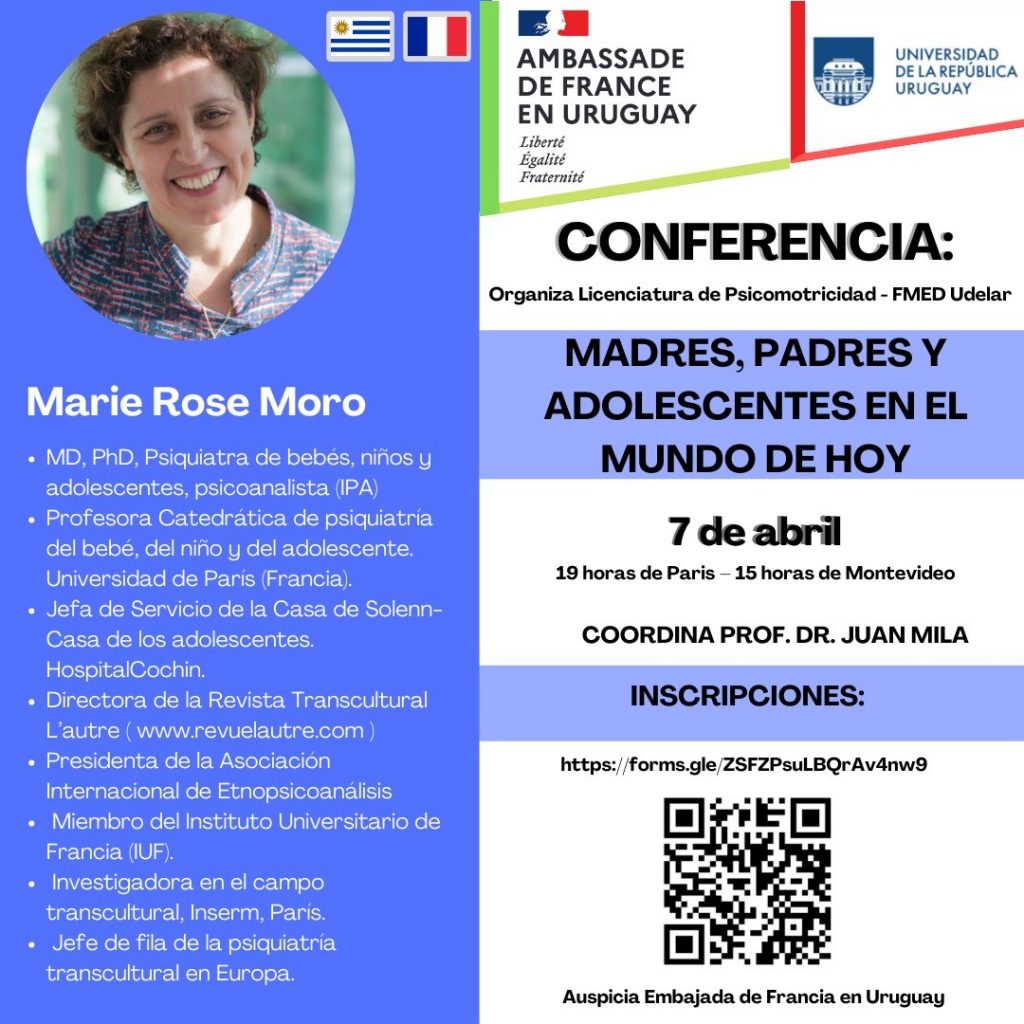 Marie Rose Moro
MD, PhD, Psiquiatra de bebés, niños y
adolescentes, psicoanalista (IPA)
Profesora Catedrática de psiquiatría
del bebé, del niño y del adolescente.
Universidad de París (Francia).
Jefa de Servicio de la Casa de Solenn-
Casa de los adolescentes.
HospitalCochin.
Directora de la Revista Transcultural
L'autre ( www.revuelautre.com )
Presidenta de la Asociación
Internacional de Etnopsicoanálisis
Miembro del Instituto Universitario de
Francia (IUF).
Investigadora en el campo
transcultural, Inserm, París.
Jefe de fila de la psiquiatría
transcultural en Europa.
AMBASSADE
DE FRANCE
EN URUGUAY
Liberté
Égalité
Fraternité
UNIVERSIDAD
DE LA REPÚBLICA
URUGUAY
CONFERENCIA:
Organiza Licenciatura de Psicomotricidad - FMED Udelar
MADRES, PADRES Y
ADOLESCENTES EN EL
MUNDO DE HOY
7 de abril
19 horas de Paris – 15 horas de Montevideo
COORDINA PROF. DR. JUAN MILA
INSCRIPCIONES:
https://forms.gle/ZSFZPsuLBQrAv4nw9
Auspicia Embajada de Francia en Uruguay